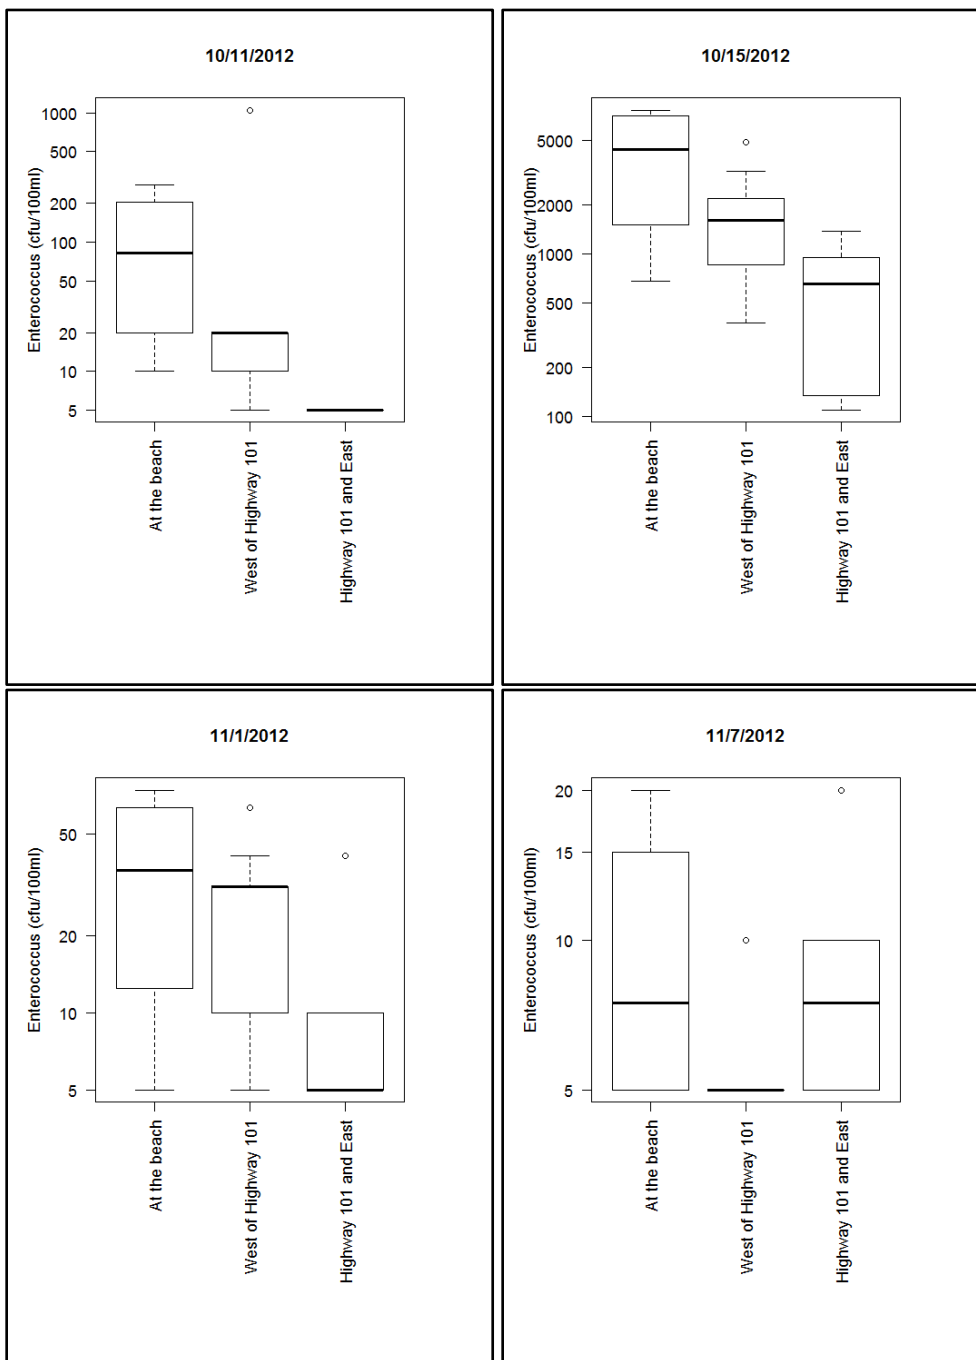 10/11/2012
Enterococcus (cfu/100ml)
1000
500
200
100
50
20
10
5
At the beach
West of Highway 101
Highway 101 and East
10/15/2012
Enterococcus (cfu/100ml)
5000
2000
1000
500
200
100
At the beach
West of Highway 101
Highway 101 and East
11/1/2012
Enterococcus (cfu/100ml)
50
20
10
5
At the beach
West of Highway 101
Highway 101 and East
11/7/2012
Enterococcus (cfu/100ml)
20
15
10
5
At the beach
West of Highway 101
Highway 101 and East